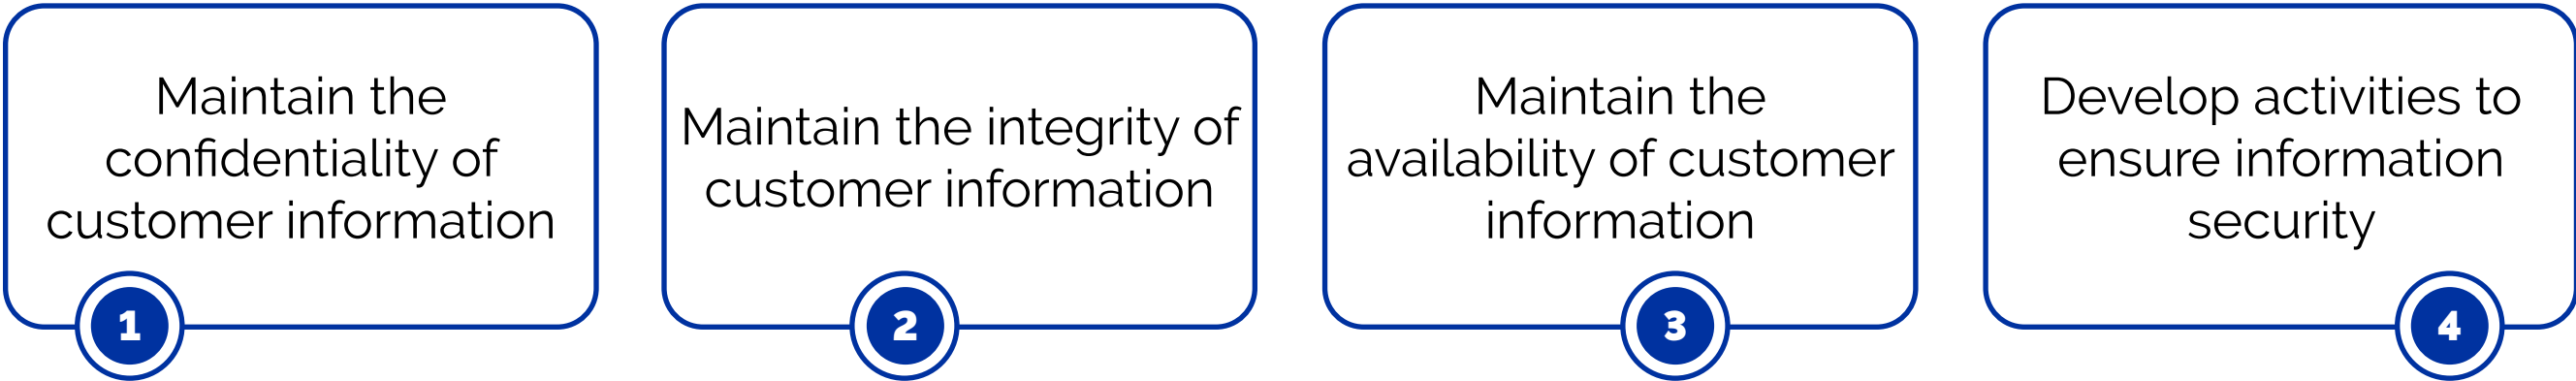 Maintain the
confidentiality of
customer information
1
Maintain the integrity of
customer information
2
Maintain the
availability of customer
information
3
Develop activities to
ensure information
security
4